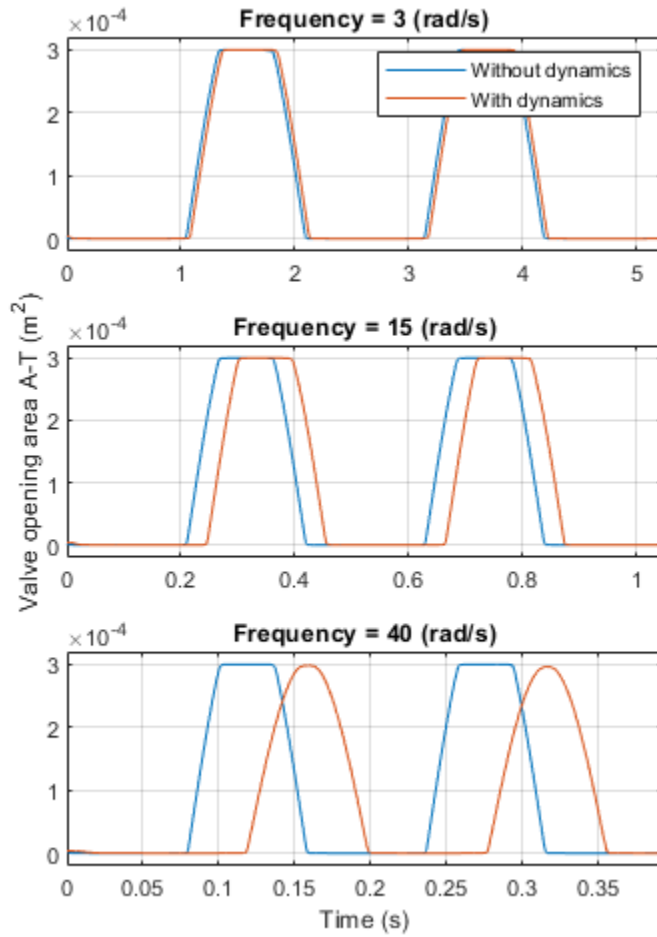 Frequency = 3 (rad/s)
×10⁻⁴
3
2
1
0
0 1 2 3 4 5
Without dynamics
With dynamics
Valve opening area A-T (m²)
Frequency = 15 (rad/s)
×10⁻⁴
3
2
1
0
0 0.2 0.4 0.6 0.8 1
Frequency = 40 (rad/s)
×10⁻⁴
3
2
1
0
0 0.05 0.1 0.15 0.2 0.25 0.3 0.35
Time (s)